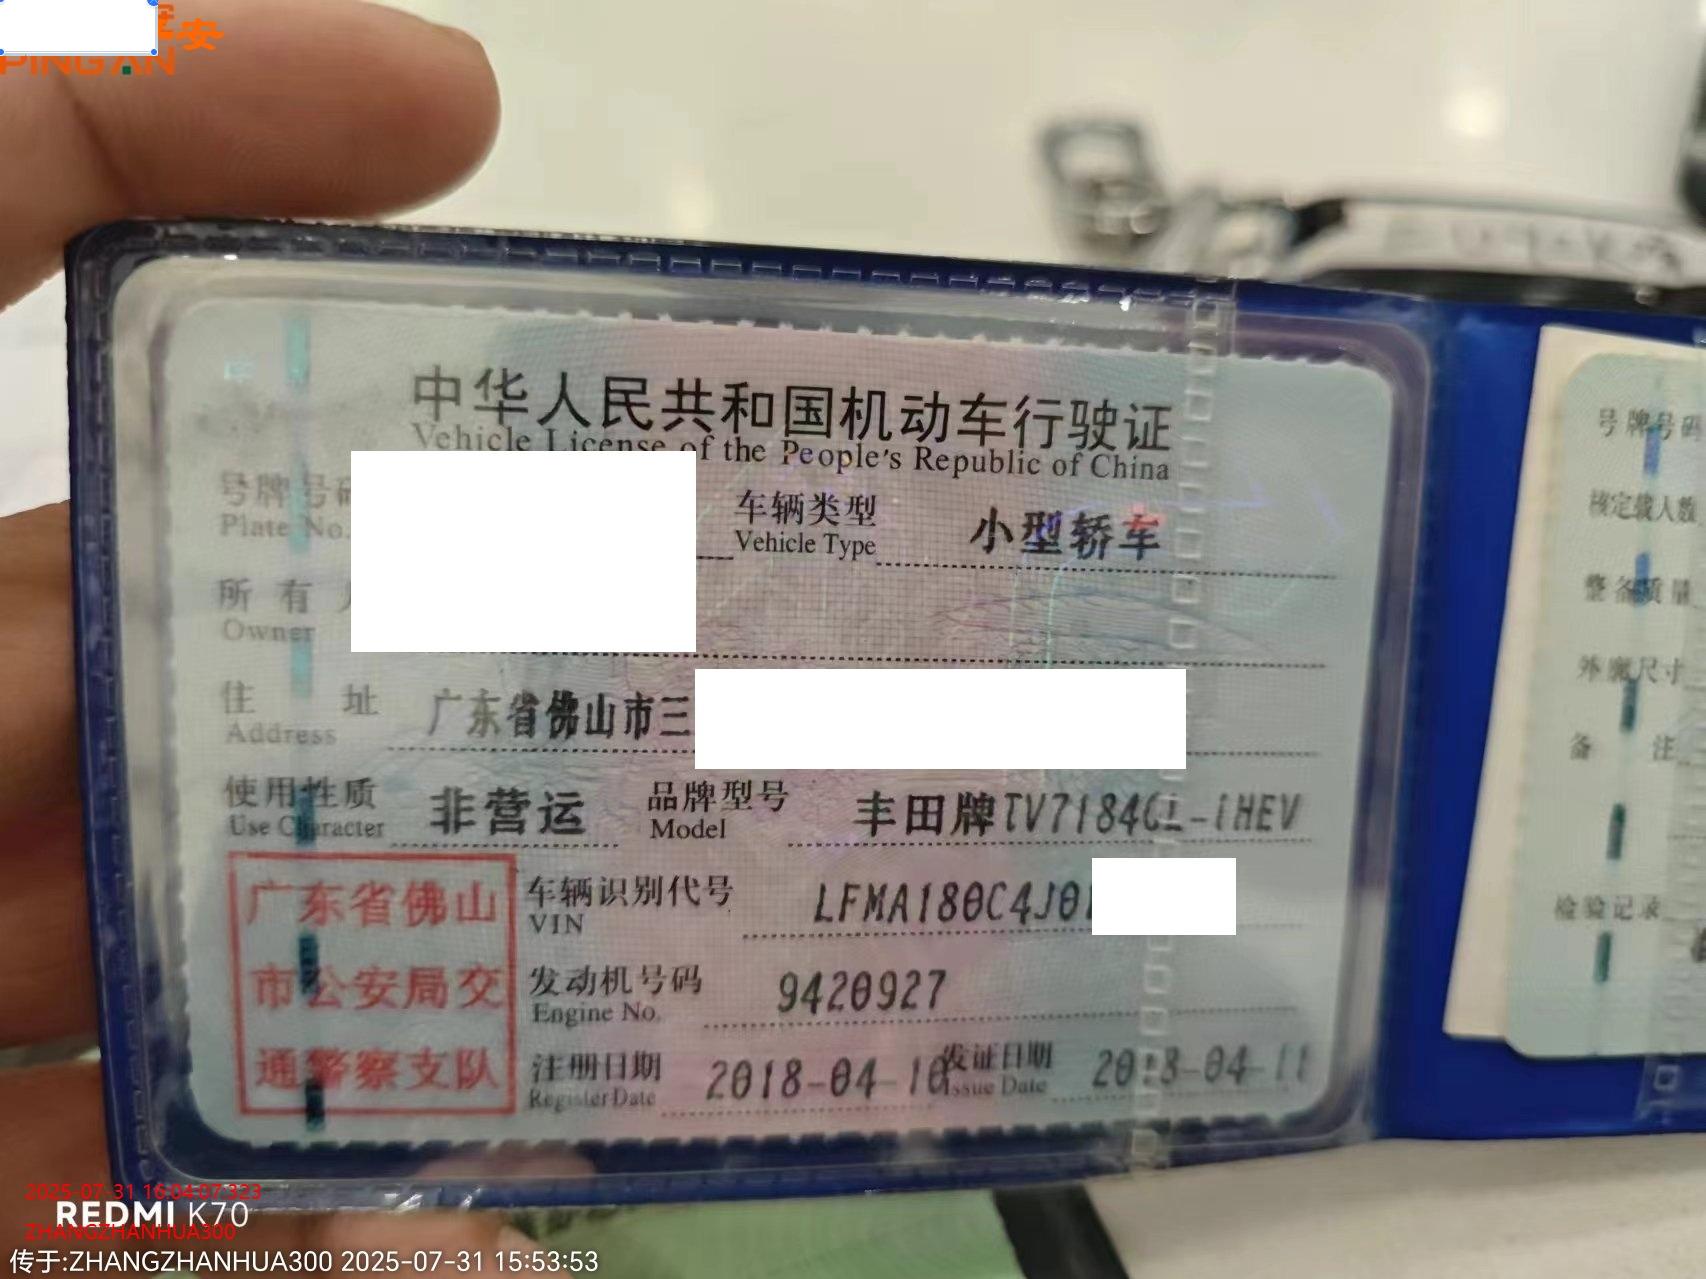 安
PING AN
中华人民共和国机动车行驶证
Vehicle License of the People's Republic of China
号牌号码
Plate No.
车辆类型 小型轿车
Vehicle Type
所有
Owner
住址 广东省佛山市三
Address
使用性质 非营运 品牌型号 丰田牌TV7184GL-iHEV
Use Character Model
广东省佛山
市公安局交
通警察支队
车辆识别代号 LFMA180C4J0
VIN
发动机号码 9420927
Engine No.
注册日期 2018-04-10 发证日期 2018-04-11
Register Date Issue Date
号牌号码
核定载人数
整备质量
外廓尺寸
备注
检验记录
2025-07-31 16:04:07:323
REDMI K70
ZHANGZHANHUA300
传于:ZHANGZHANHUA300 2025-07-31 15:53:53